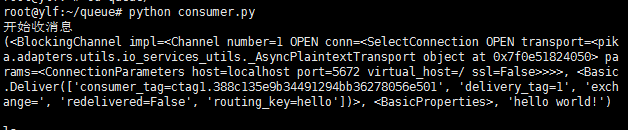 root@ylf:~/queue# python consumer.py
开始收消息
(<BlockingChannel impl=<Channel number=1 OPEN conn=<SelectConnection OPEN transport=<pik
a.adapters.utils.io_services_utils._AsyncPlaintextTransport object at 0x7f0e51824050> pa
rams=<ConnectionParameters host=localhost port=5672 virtual_host=/ ssl=False>>>>, <Basic
.Deliver(['consumer_tag=ctag1.388c135e9b34491294bb36278056e501', 'delivery_tag=1', 'exch
ange=', 'redelivered=False', 'routing_key=hello'])>, <BasicProperties>, 'hello world!')